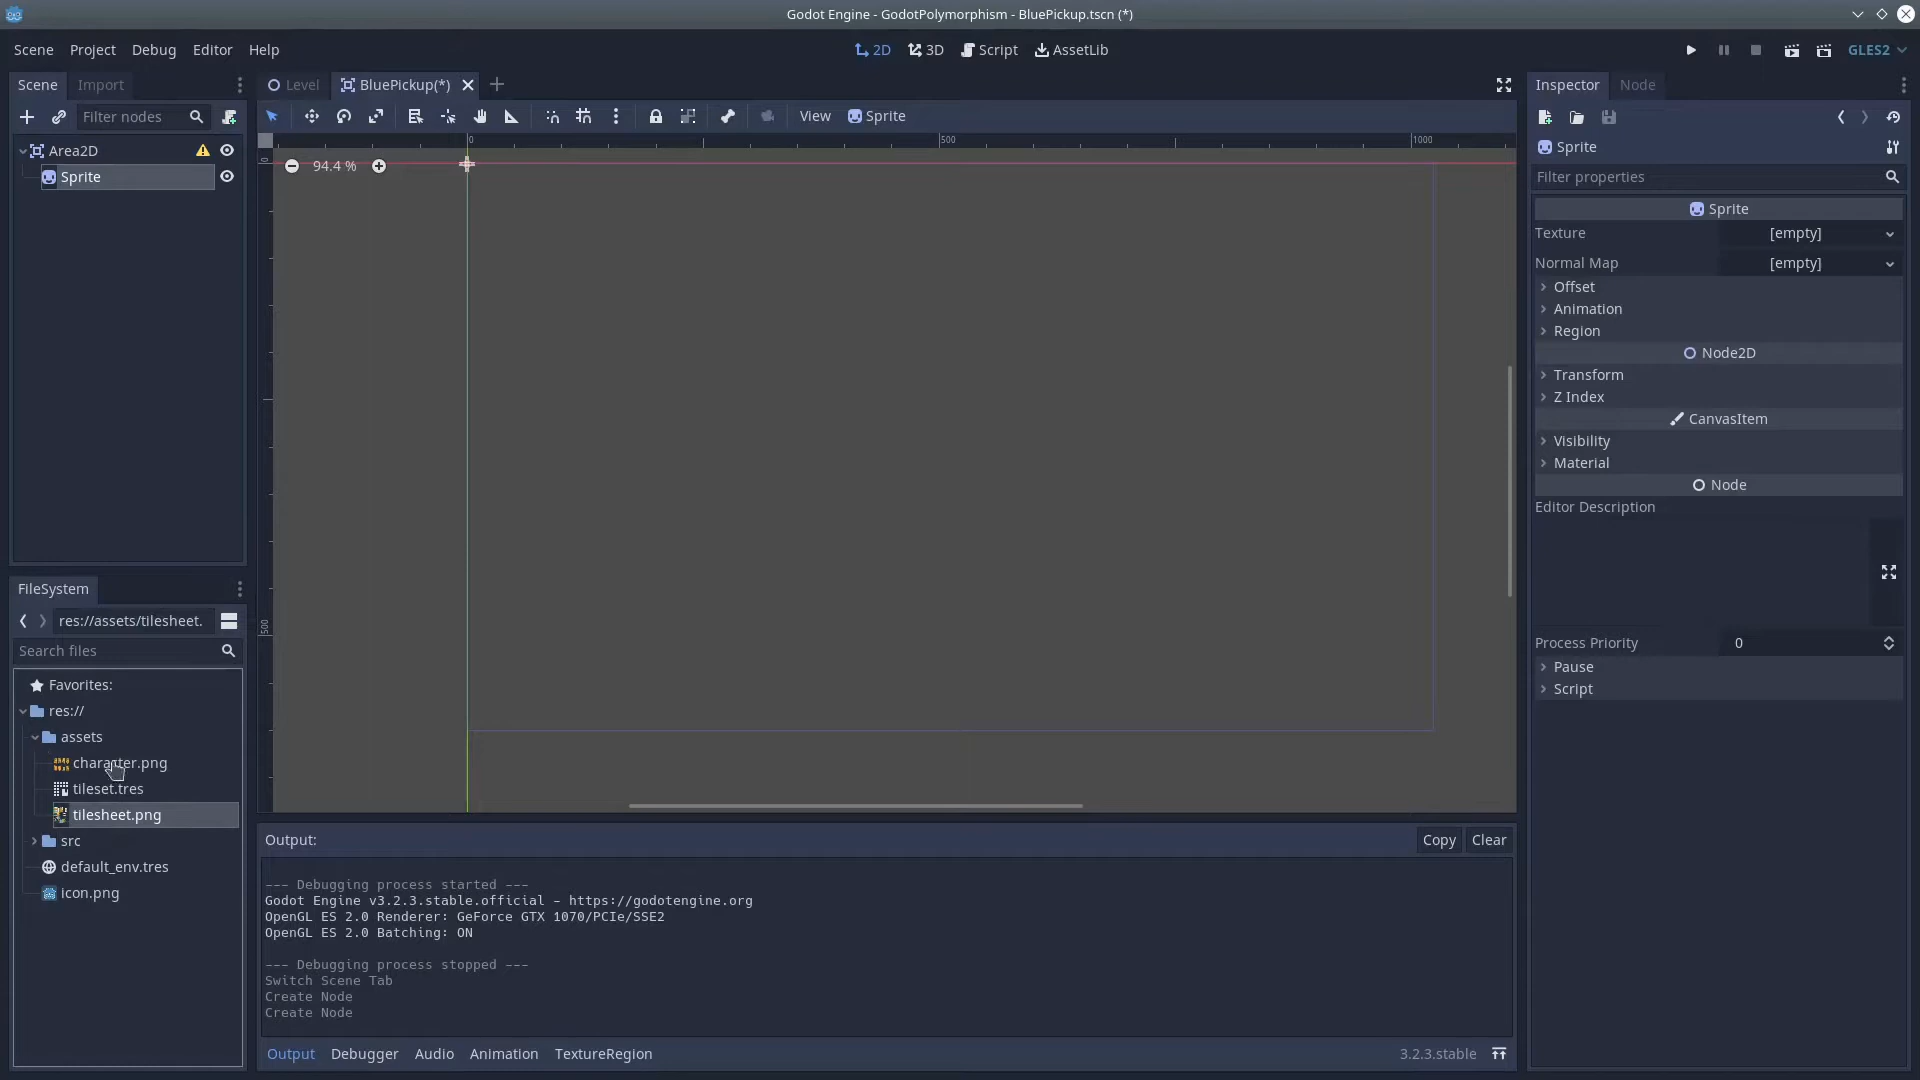 Godot Engine - GodotPolymorphism - BluePickup.tscn (*)
Scene Project Debug Editor Help
2D 3D Script AssetLib
GLES2
Scene Import
Level BluePickup(*)
Inspector Node
Filter nodes
View Sprite
Area2D
Sprite
0 500 1000
0
500
94.4 %
Sprite
Filter properties
Sprite
Texture [empty]
Normal Map [empty]
Offset
Animation
Region
Node2D
Transform
Z Index
CanvasItem
Visibility
Material
Node
Editor Description
Process Priority 0
Pause
Script
FileSystem
res://assets/tilesheet.
Search files
Favorites:
res://
assets
character.png
tileset.tres
tilesheet.png
src
default_env.tres
icon.png
Output:
Copy Clear
--- Debugging process started ---
Godot Engine v3.2.3.stable.official - https://godotengine.org
OpenGL ES 2.0 Renderer: GeForce GTX 1070/PCIe/SSE2
OpenGL ES 2.0 Batching: ON
--- Debugging process stopped ---
Switch Scene Tab
Create Node
Create Node
Output Debugger Audio Animation TextureRegion
3.2.3.stable